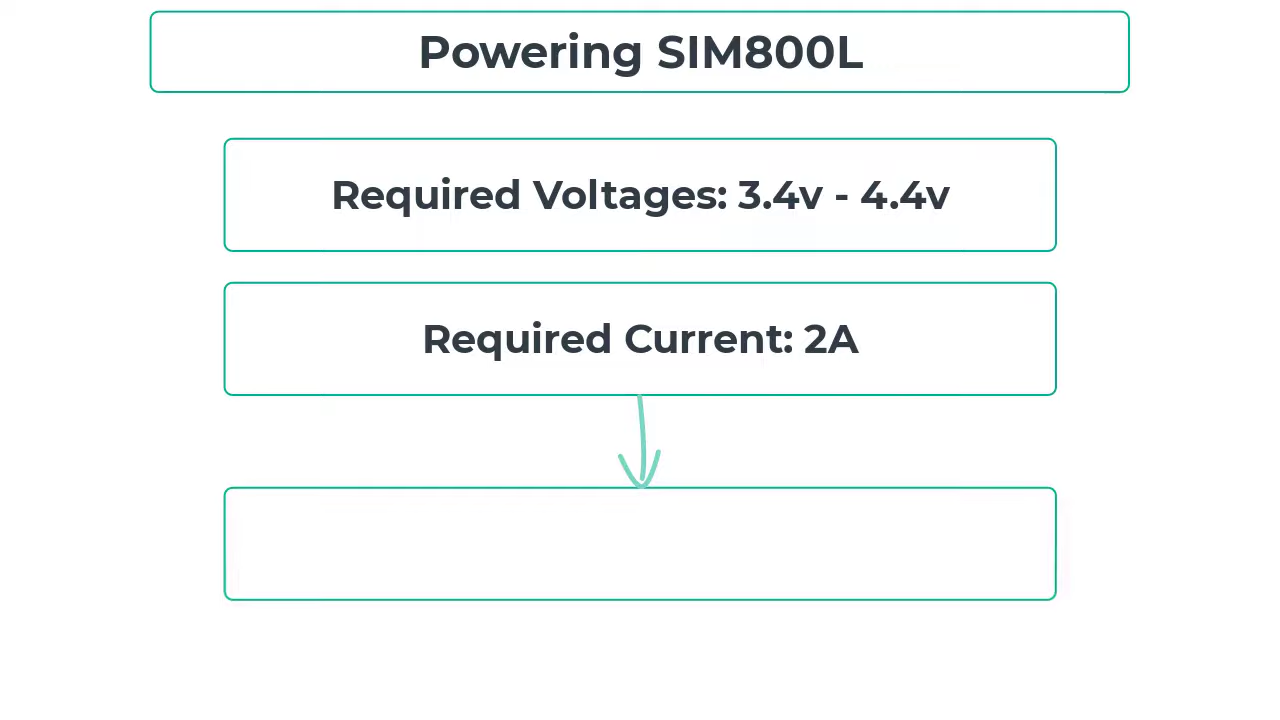 Powering SIM800L
Required Voltages: 3.4v - 4.4v
Required Current: 2A